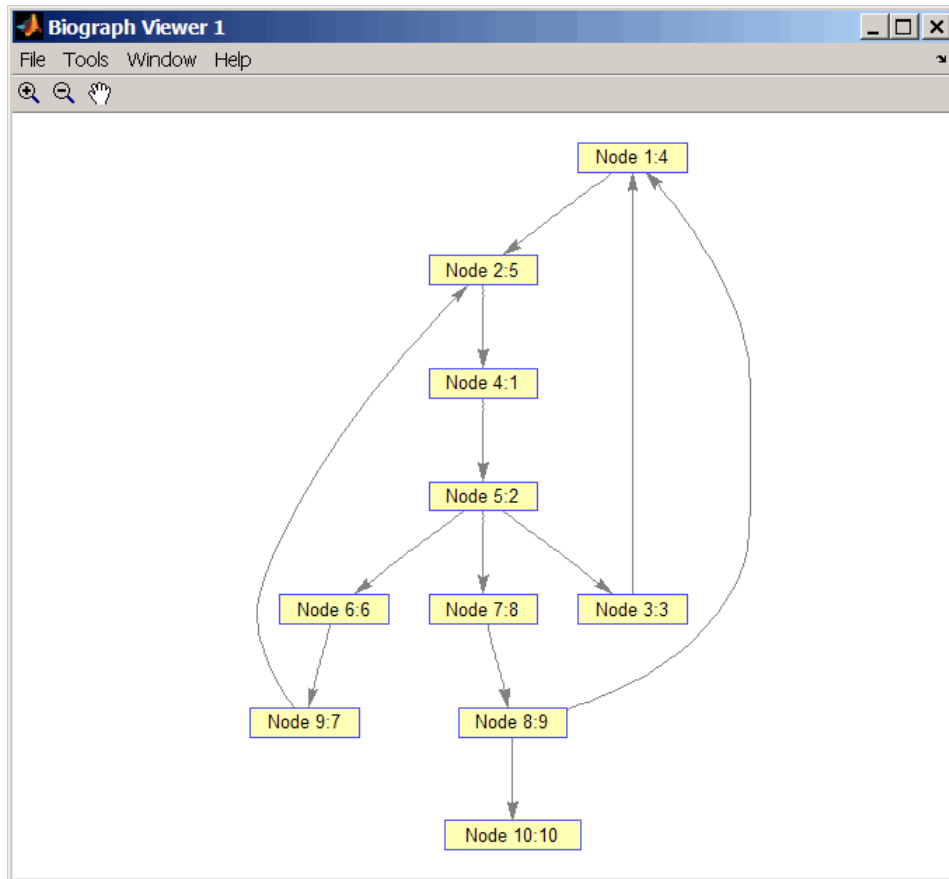 Biograph Viewer 1
File Tools Window Help
Node 1:4
Node 2:5
Node 4:1
Node 5:2
Node 6:6 Node 7:8 Node 3:3
Node 9:7 Node 8:9
Node 10:10